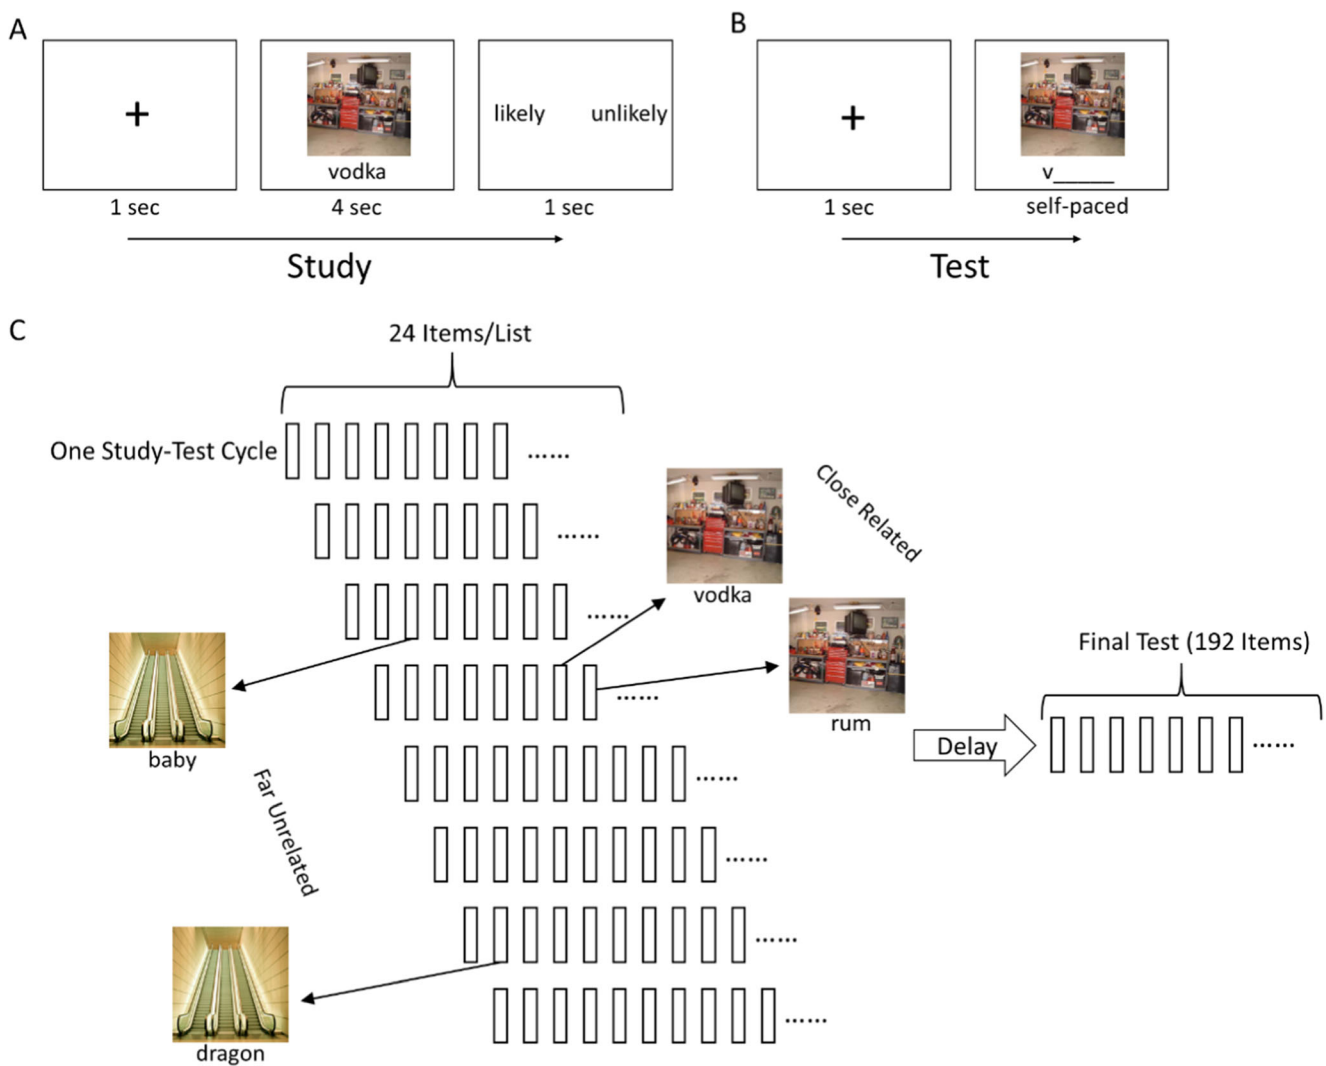 A
+
1 sec
vodka
4 sec
likely
unlikely
1 sec
Study
B
+
1 sec
v______
self-paced
Test
C
24 Items/List
One Study-Test Cycle
......
......
......
......
......
......
......
......
vodka
Close Related
rum
baby
Far Unrelated
dragon
Delay
Final Test (192 Items)
......